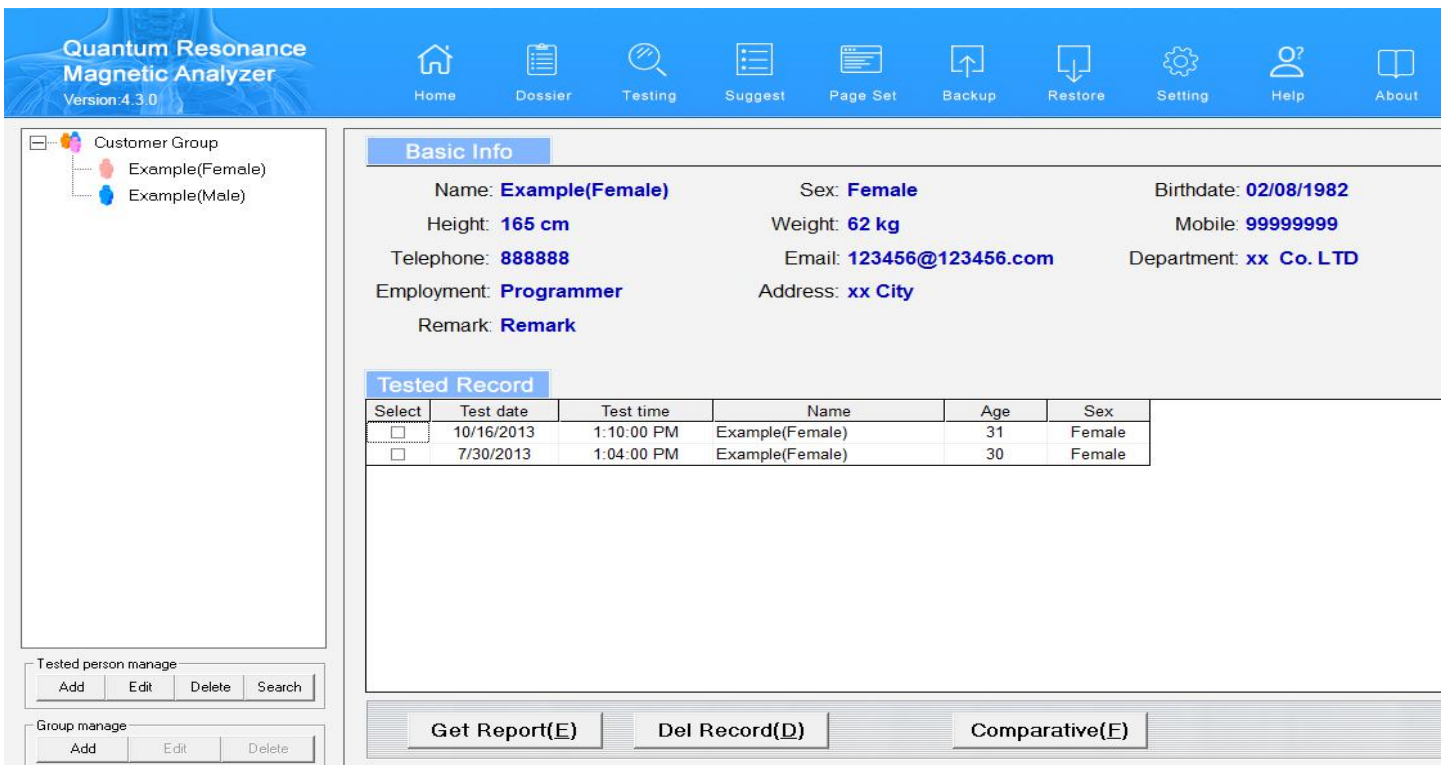 Quantum Resonance
Magnetic Analyzer
Version:4.3.0
Home Dossier Testing Suggest Page Set Backup Restore Setting Help About
Customer Group
Example(Female)
Example(Male)
Basic Info
Name: Example(Female) Sex: Female Birthdate: 02/08/1982
Height: 165 cm Weight: 62 kg Mobile: 99999999
Telephone: 888888 Email: 123456@123456.com Department: xx Co. LTD
Employment: Programmer Address: xx City
Remark: Remark
Tested Record
Select Test date Test time Name Age Sex
10/16/2013 1:10:00 PM Example(Female) 31 Female
7/30/2013 1:04:00 PM Example(Female) 30 Female
Tested person manage
Add Edit Delete Search
Group manage
Add Edit Delete
Get Report(E) Del Record(D) Comparative(F)